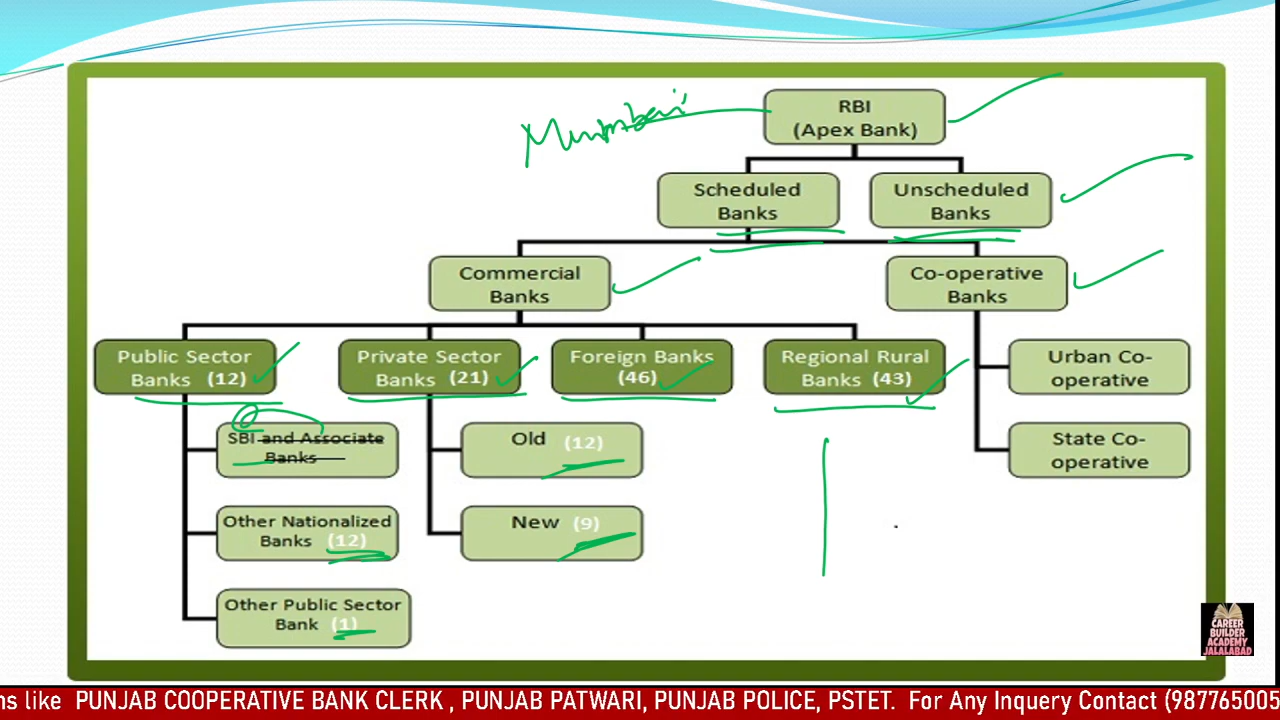 Mumbai
RBI
(Apex Bank)
Scheduled
Banks
Unscheduled
Banks
Commercial
Banks
Co-operative
Banks
Public Sector
Banks (12)
Private Sector
Banks (21)
Foreign Banks
(46)
Regional Rural
Banks (43)
Urban Co-
operative
SBI and Associate
Banks
Old (12)
State Co-
operative
Other Nationalized
Banks (12)
New (9)
Other Public Sector
Bank (1)
CAREER
BUILDER
ACADEMY
JALALABAD
ns like PUNJAB COOPERATIVE BANK CLERK , PUNJAB PATWARI, PUNJAB POLICE, PSTET. For Any Inquery Contact (987765005